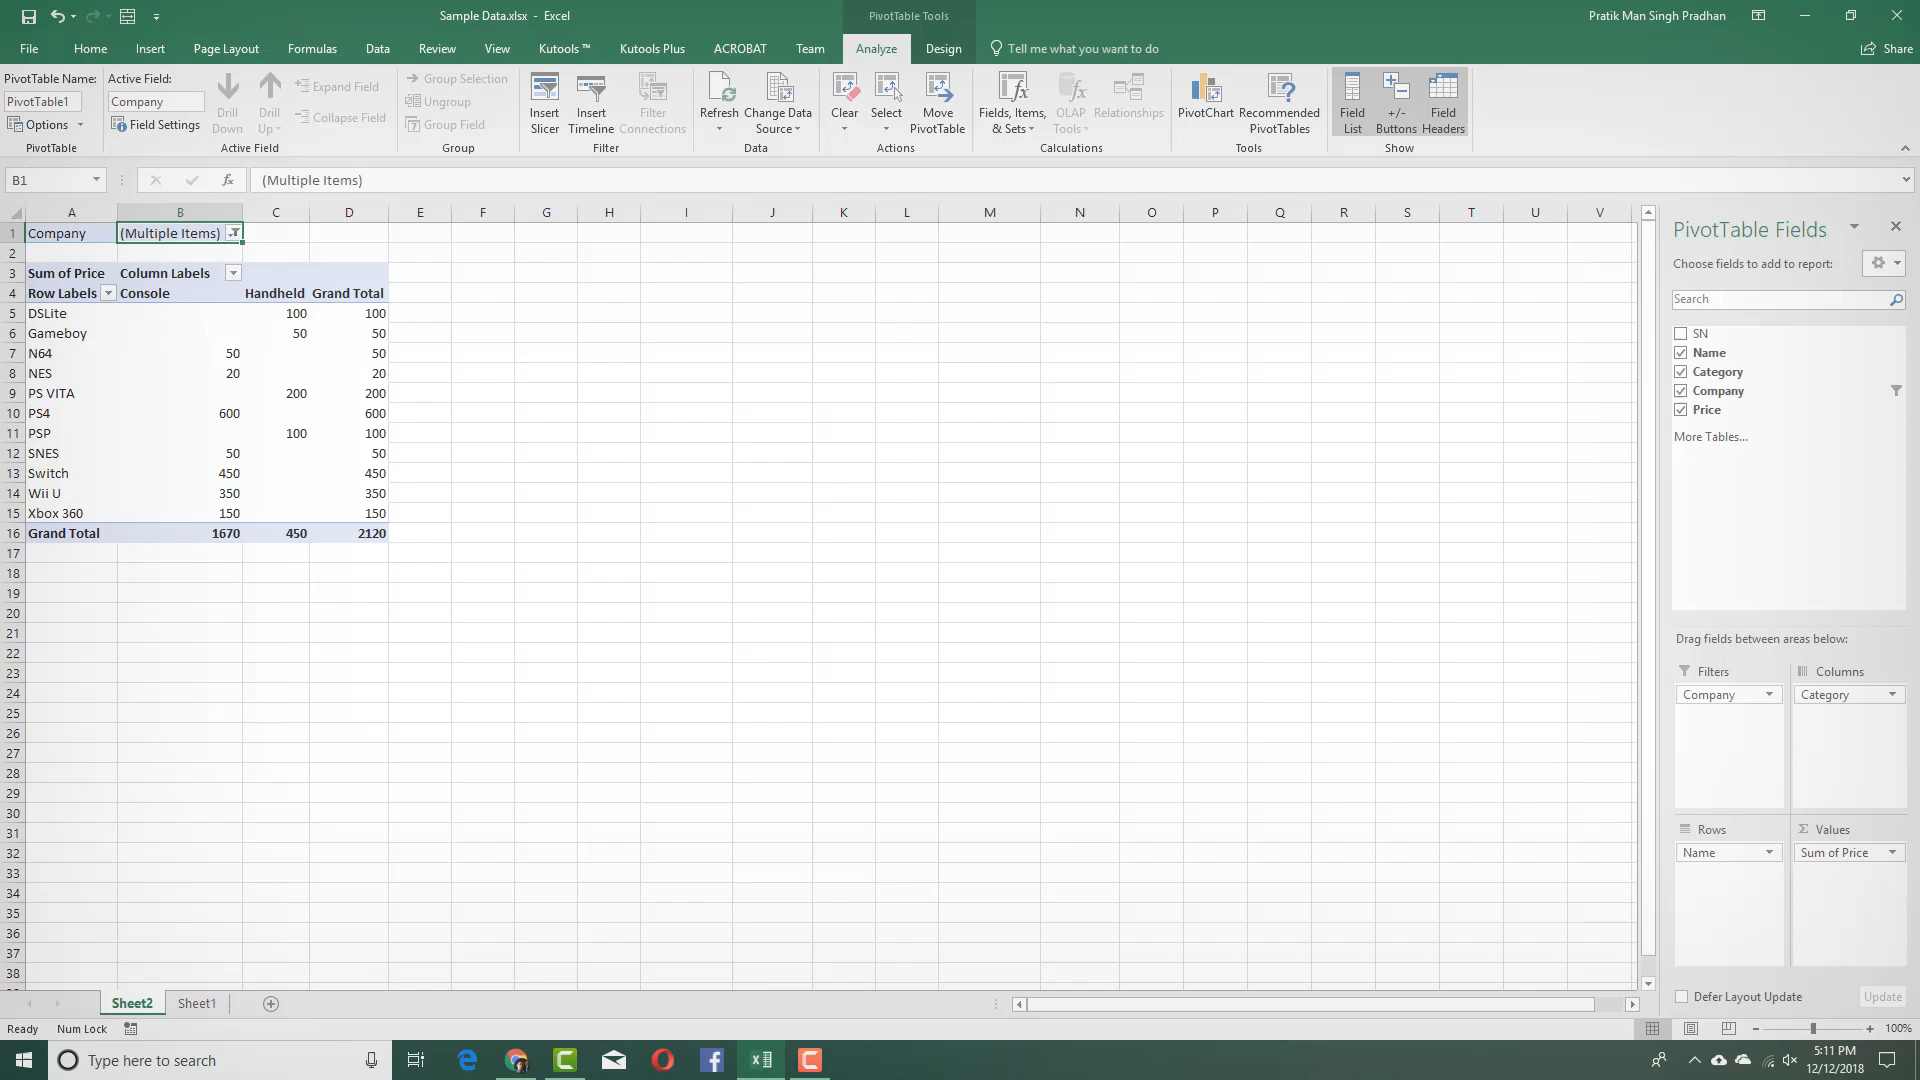 Sample Data.xlsx - Excel
PivotTable Tools
Pratik Man Singh Pradhan
File Home Insert Page Layout Formulas Data Review View Kutools ™ Kutools Plus ACROBAT Team Analyze Design Tell me what you want to do Share
PivotTable Name:
PivotTable1
Options
PivotTable
Active Field:
Company
Field Settings
Drill Down
Drill Up
Expand Field
Collapse Field
Active Field
Group Selection
Ungroup
Group Field
Group
Insert Slicer
Insert Timeline
Filter Connections
Filter
Refresh
Change Data Source
Data
Clear
Select
Move PivotTable
Actions
Fields, Items, & Sets
OLAP Tools
Relationships
Calculations
PivotChart
Recommended PivotTables
Tools
Field List
+/- Buttons
Field Headers
Show
B1 fx (Multiple Items)
A B C D E F G H I J K L M N O P Q R S T U V
1 Company (Multiple Items)
2
3 Sum of Price Column Labels
4 Row Labels Console Handheld Grand Total
5 DSLite 100 100
6 Gameboy 50 50
7 N64 50 50
8 NES 20 20
9 PS VITA 200 200
10 PS4 600 600
11 PSP 100 100
12 SNES 50 50
13 Switch 450 450
14 Wii U 350 350
15 Xbox 360 150 150
16 Grand Total 1670 450 2120
17
18
19
20
21
22
23
24
25
26
27
28
29
30
31
32
33
34
35
36
37
38
PivotTable Fields
Choose fields to add to report:
Search
SN
Name
Category
Company
Price
More Tables...
Drag fields between areas below:
Filters Columns
Company Category
Rows Σ Values
Name Sum of Price
Defer Layout Update Update
Sheet2 Sheet1
Ready Num Lock 100%
Type here to search
5:11 PM
12/12/2018